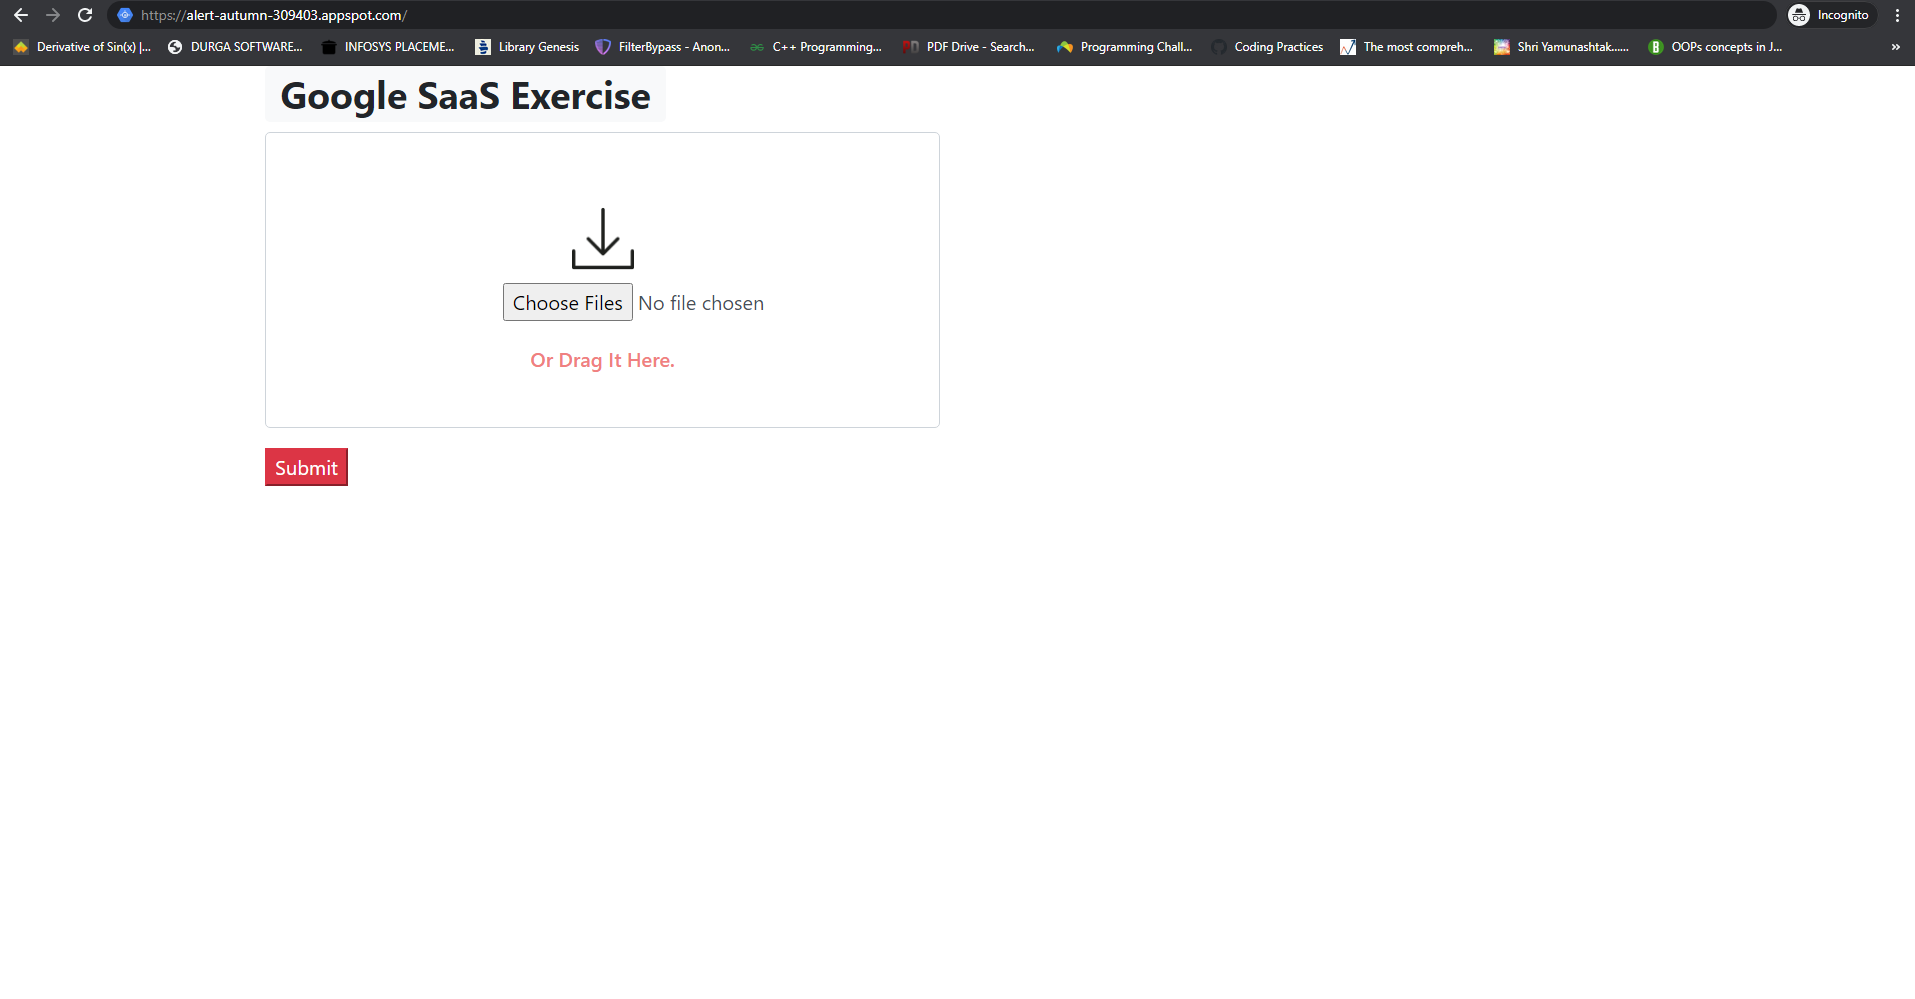 https://alert-autumn-309403.appspot.com/
Incognito
Derivative of Sin(x) |... DURGA SOFTWARE... INFOSYS PLACEME... Library Genesis FilterBypass - Anon... C++ Programming... PDF Drive - Search... Programming Chall... Coding Practices The most compreh... Shri Yamunashtak...... OOPs concepts in J... »
Google SaaS Exercise
Choose Files No file chosen
Or Drag It Here.
Submit